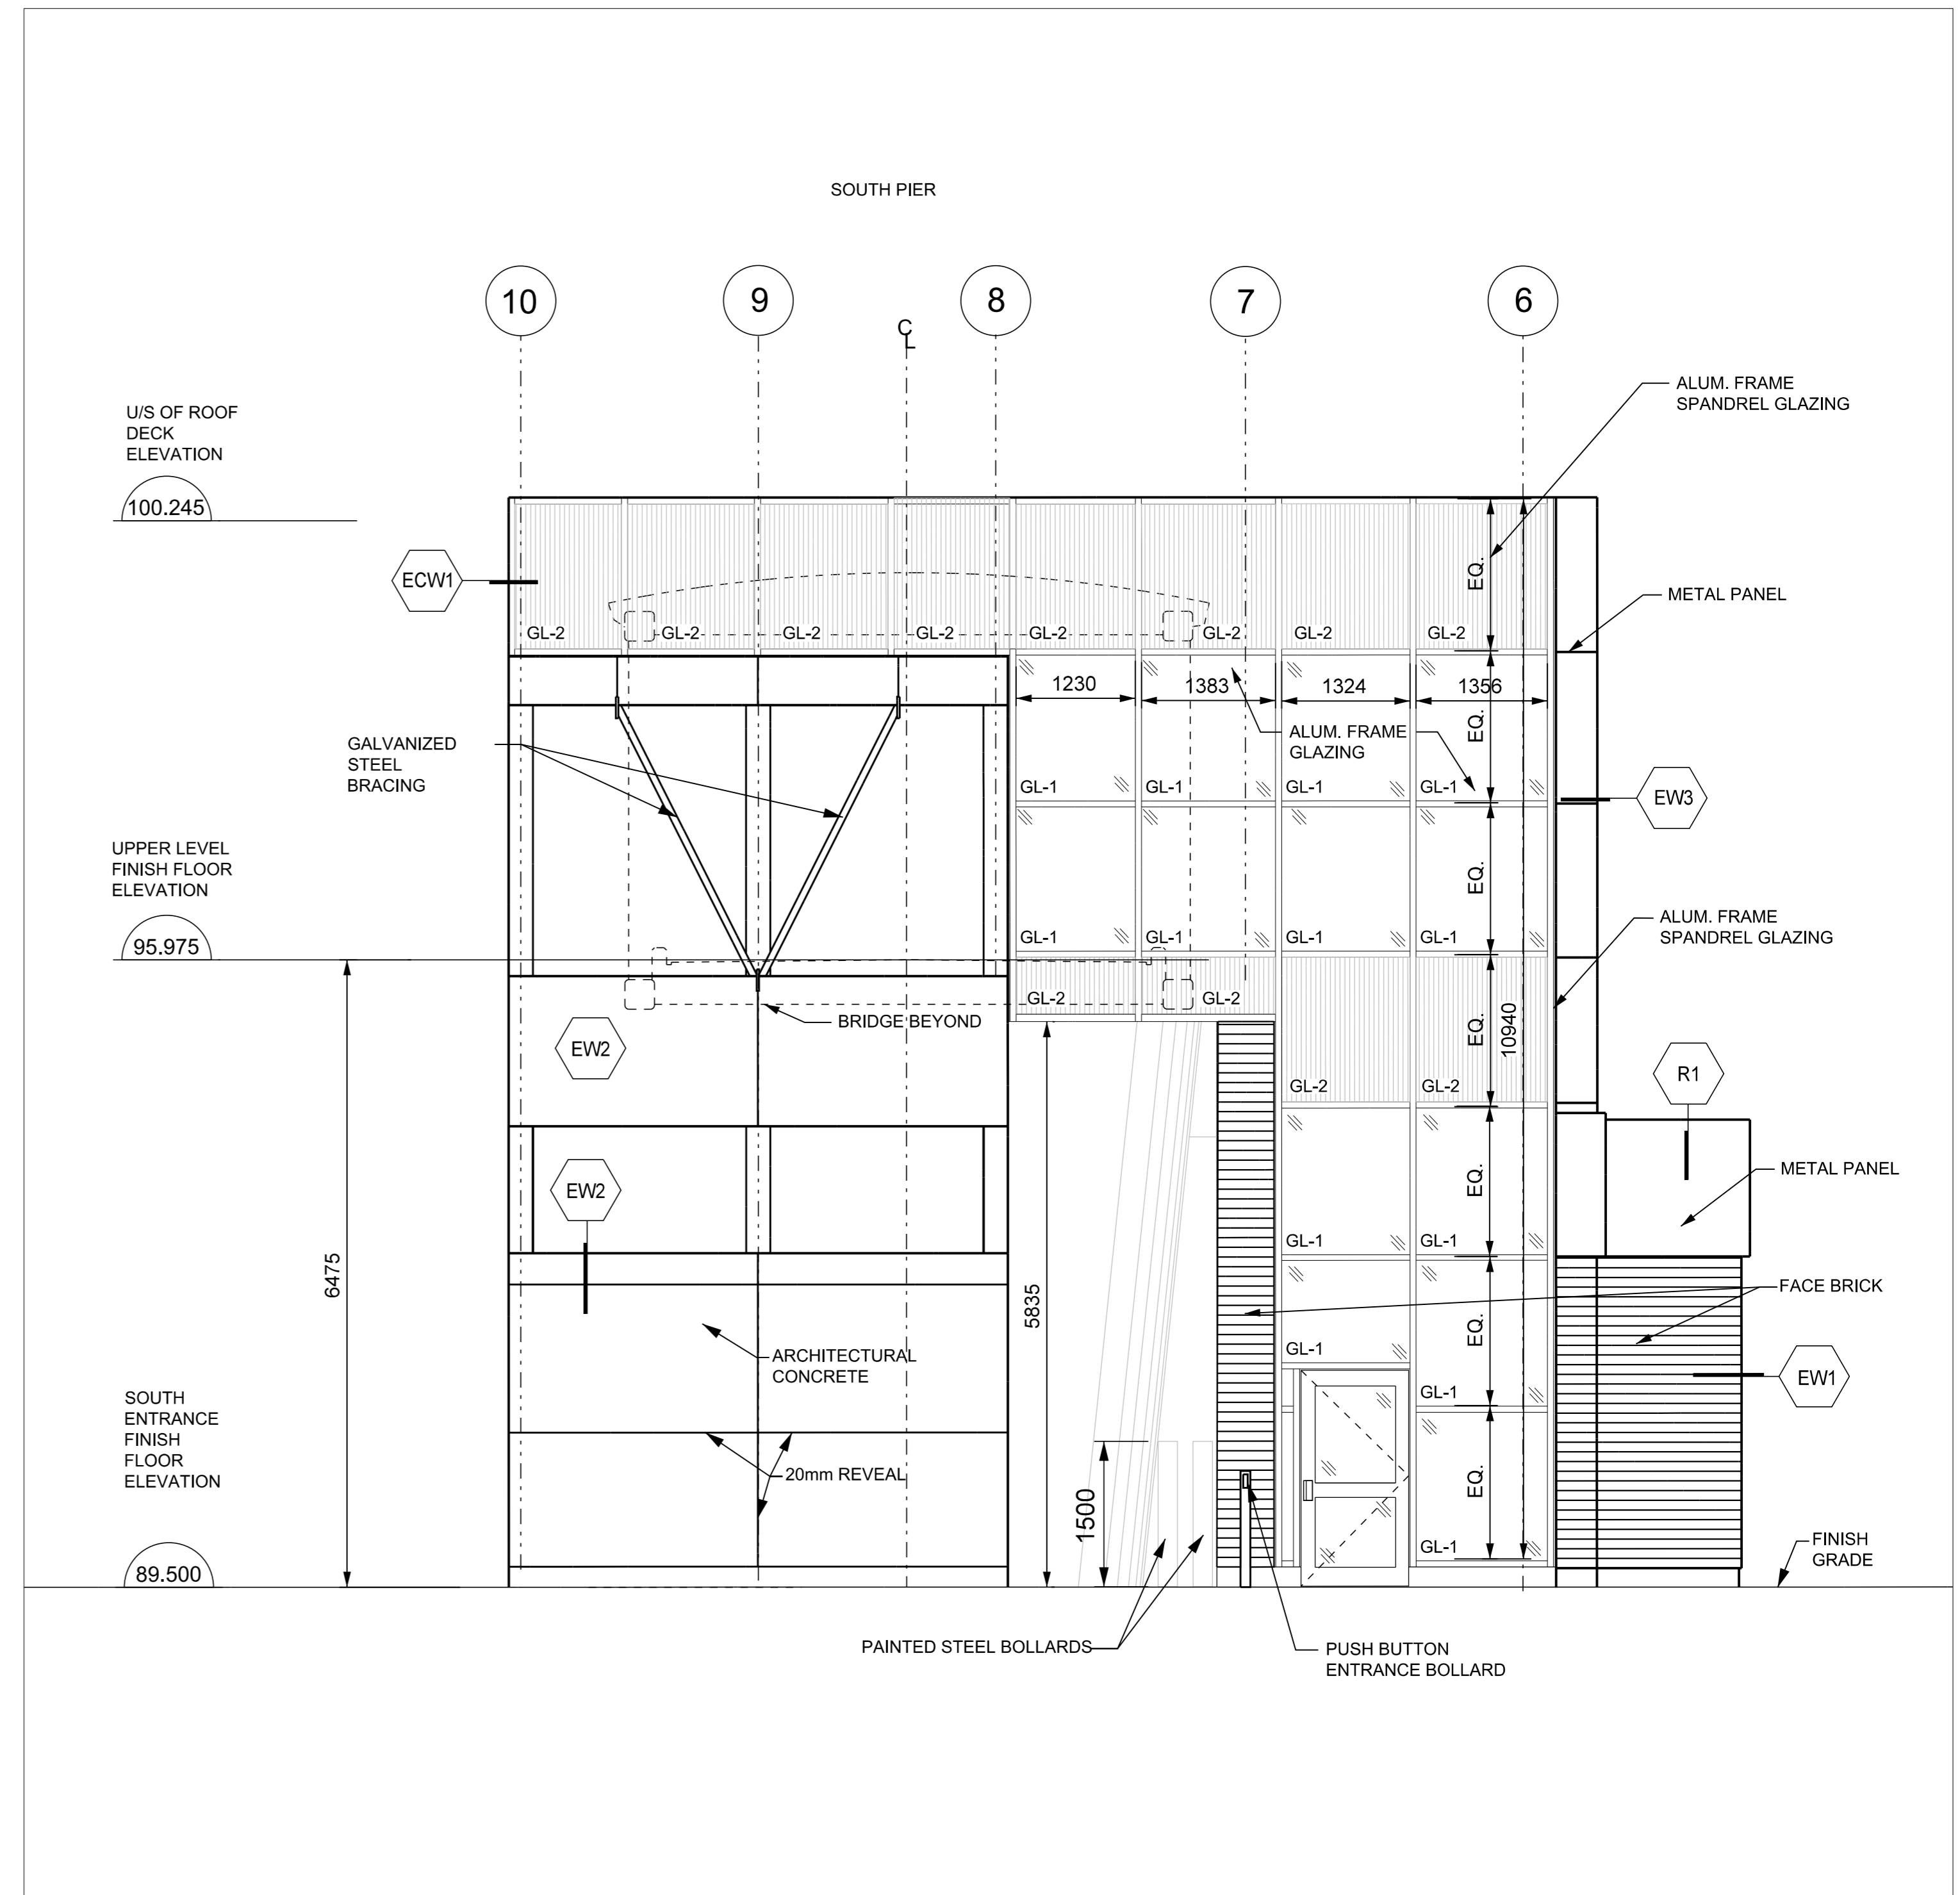 SOUTH PIER
10
9
8
7
6
C
L
ALUM. FRAME
SPANDREL GLAZING
U/S OF ROOF
DECK
ELEVATION
100.245
ECW1
EQ.
METAL PANEL
GL-2
GL-2
GL-2
GL-2
GL-2
GL-2
GL-2
GL-2
1230
1383
1324
1356
GALVANIZED
STEEL
BRACING
ALUM. FRAME
GLAZING
EQ.
GL-1
GL-1
GL-1
GL-1
EW3
UPPER LEVEL
FINISH FLOOR
ELEVATION
EQ.
95.975
GL-1
GL-1
GL-1
GL-1
ALUM. FRAME
SPANDREL GLAZING
GL-2
GL-2
BRIDGE BEYOND
EQ.
10940
EW2
R1
GL-2
GL-2
EW2
EQ.
METAL PANEL
GL-1
GL-1
6475
5835
FACE BRICK
EQ.
ARCHITECTURAL
CONCRETE
GL-1
GL-1
EW1
SOUTH
ENTRANCE
FINISH
FLOOR
ELEVATION
20mm REVEAL
1500
EQ.
GL-1
FINISH
GRADE
89.500
PAINTED STEEL BOLLARDS
PUSH BUTTON
ENTRANCE BOLLARD